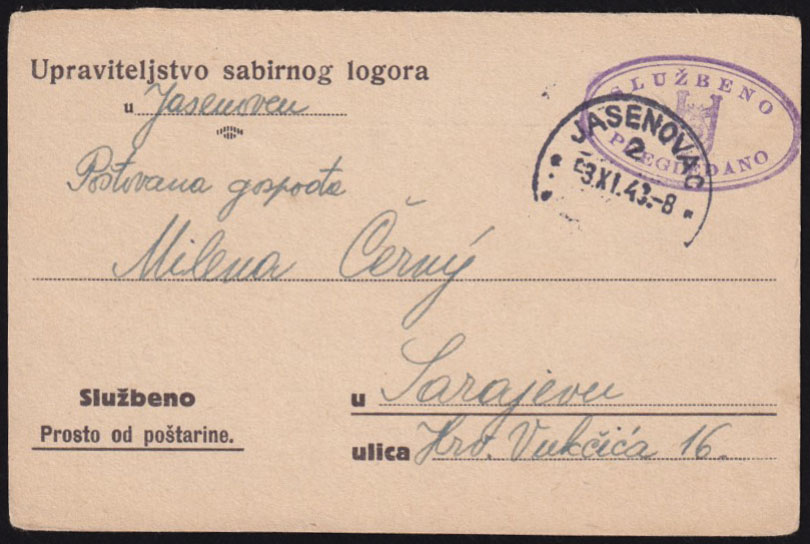 Upraviteljstvo sabirnog logora
u Jasenovcu
SLUŽBENO
PREGLEDANO
JASENOVAC
2
3.XI.43.-8
Poštovana gospođa
Milena Černý
Službeno
Prosto od poštarine.
u Sarajevu
ulica Hrv. Vukčića 16.